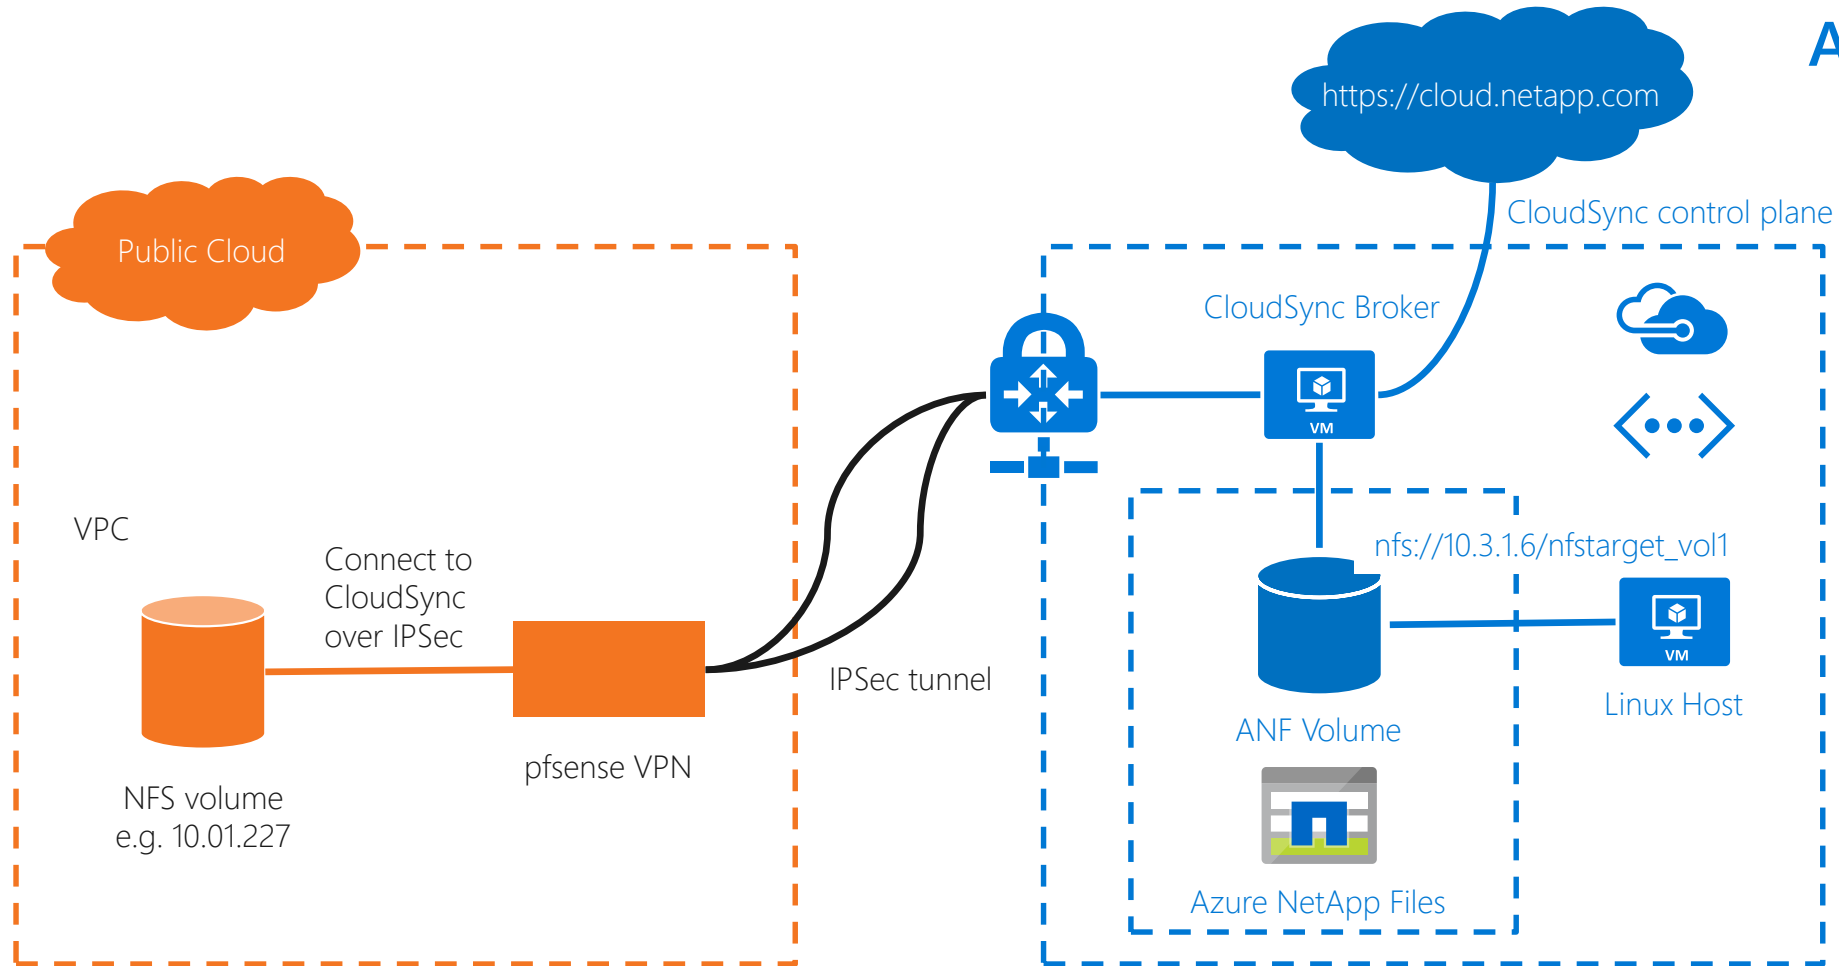 A
https://cloud.netapp.com
CloudSync control plane
Public Cloud
CloudSync Broker
VM
VPC
Connect to
CloudSync
over IPSec
nfs://10.3.1.6/nfstarget_vol1
VM
IPSec tunnel
Linux Host
ANF Volume
pfsense VPN
NFS volume
e.g. 10.01.227
Azure NetApp Files